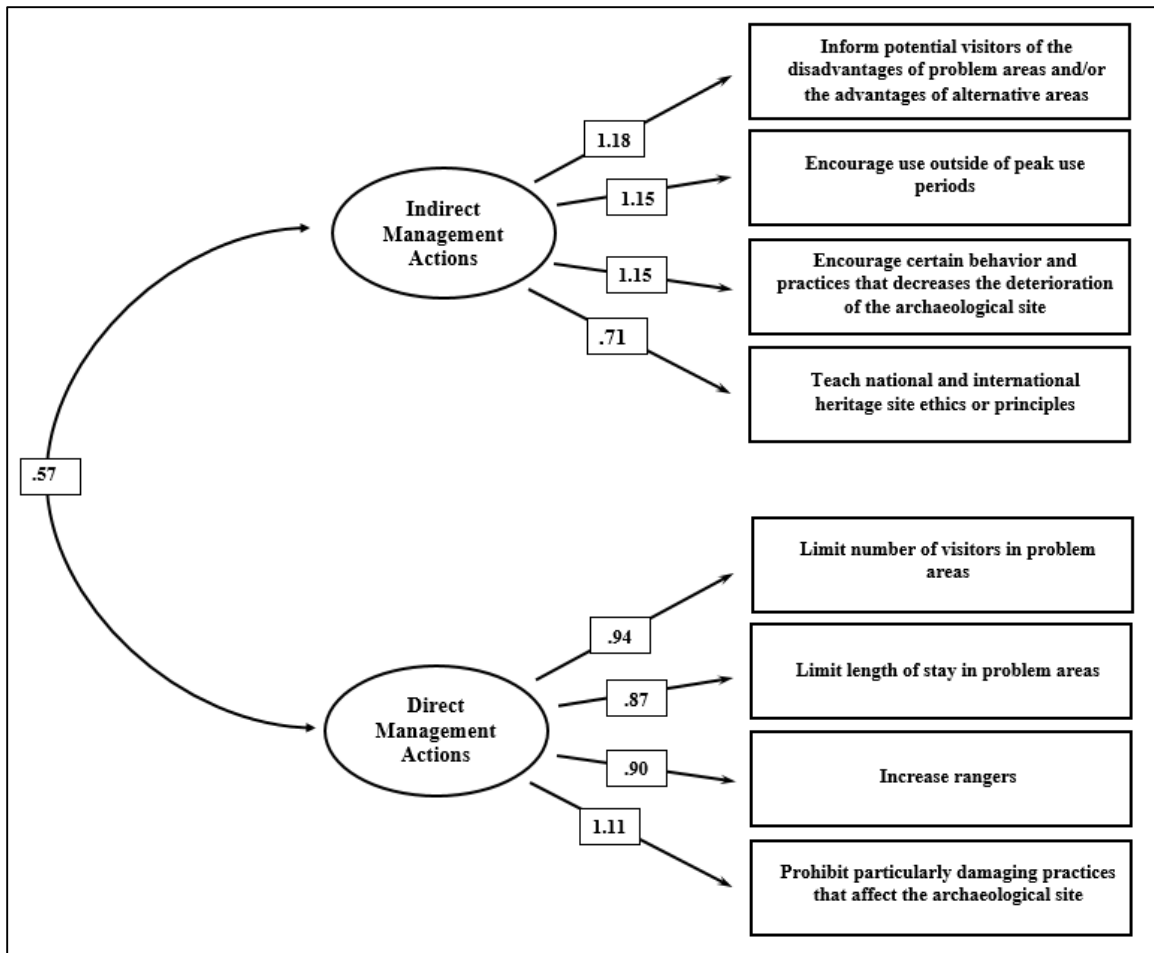 Inform potential visitors of the
disadvantages of problem areas and/or
the advantages of alternative areas
1.18
Encourage use outside of peak use
periods
1.15
Indirect
Management
Actions
Encourage certain behavior and
practices that decreases the deterioration
of the archaeological site
1.15
.71
Teach national and international
heritage site ethics or principles
.57
Limit number of visitors in problem
areas
.94
Limit length of stay in problem areas
.87
Direct
Management
Actions
.90
Increase rangers
1.11
Prohibit particularly damaging practices
that affect the archaeological site